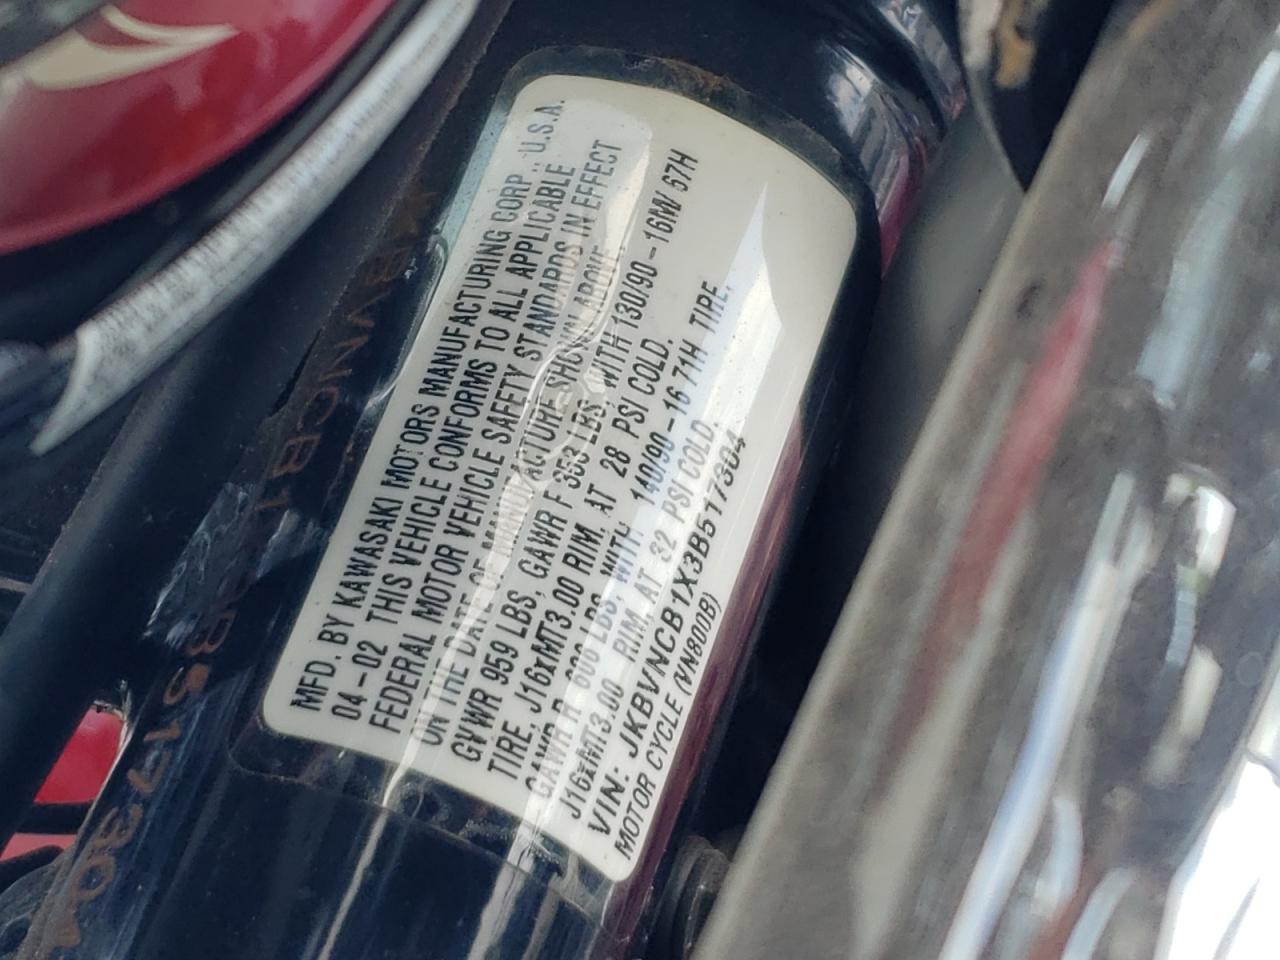 MFD. BY KAWASAKI MOTORS MANUFACTURING CORP., U.S.A.
04-02 THIS VEHICLE CONFORMS TO ALL APPLICABLE
FEDERAL MOTOR VEHICLE SAFETY STANDARDS IN EFFECT
ON THE DATE OF MANUFACTURE SHOWN ABOVE.
GVWR 959 LBS, GAWR F 353 LBS, WITH 130/90-16M/ 67H
TIRE, J16xMT3.00 RIM, AT 28 PSI COLD,
GAWR R 606 LBS, WITH 140/90-16 71H TIRE,
J16xMT3.00 RIM, AT 32 PSI COLD.
VIN: JKBVNCB1X3B517304
MOTOR CYCLE (VN800B)